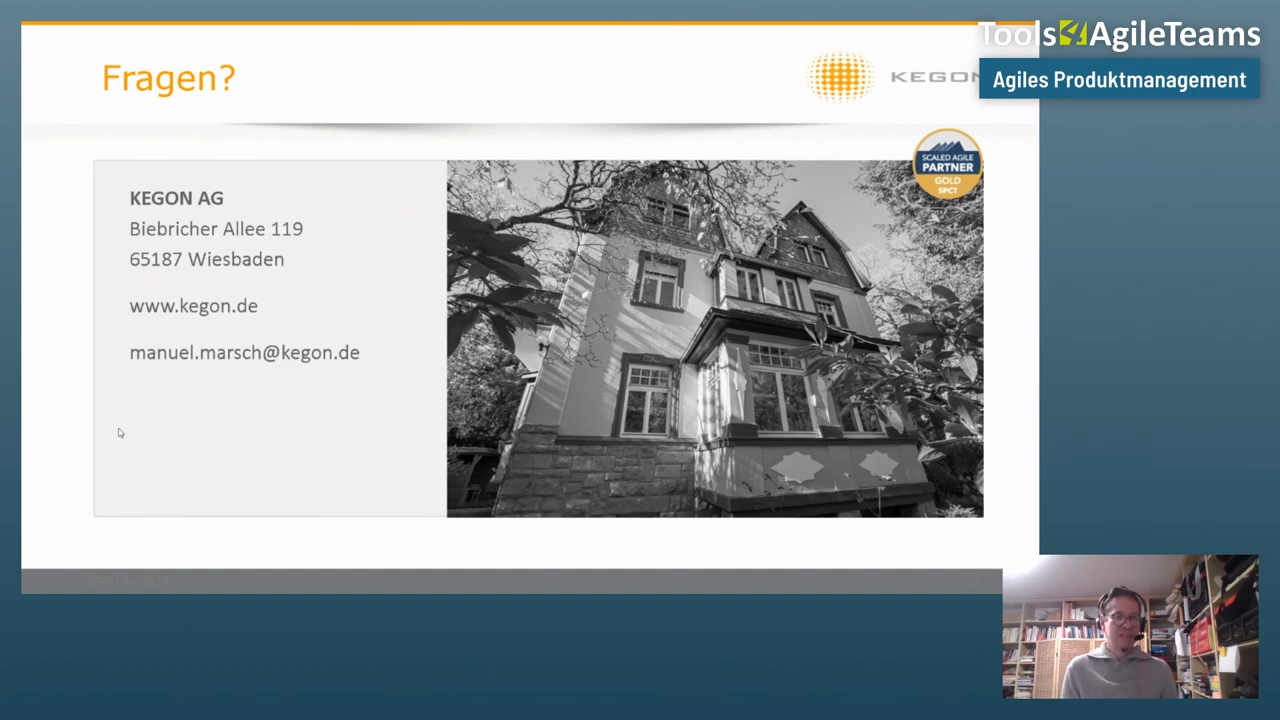 Tools4AgileTeams
Agiles Produktmanagement
Fragen?
KEGON
SCALED AGILE
PARTNER
GOLD
SPCT
KEGON AG
Biebricher Allee 119
65187 Wiesbaden
www.kegon.de
manuel.marsch@kegon.de